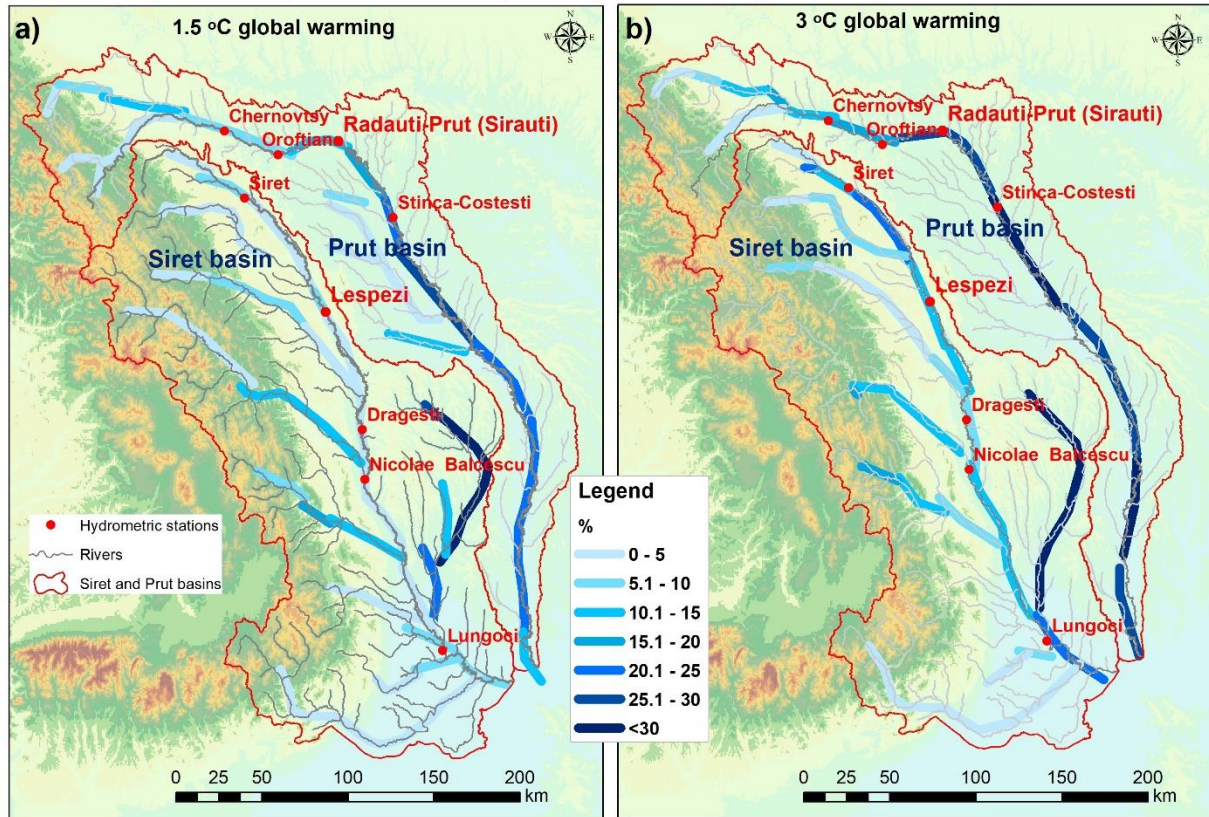 a)
1.5 ºC global warming
N
W E
S
Chernovtsy
Oroftiana
Radauti-Prut (Sirauti)
Siret
Stinca-Costesti
Siret basin
Prut basin
Lespezi
Dragesti
Nicolae Balcescu
Lungoci
Hydrometric stations
Rivers
Siret and Prut basins
0 25 50 100 150 200
km
Legend
%
0 - 5
5.1 - 10
10.1 - 15
15.1 - 20
20.1 - 25
25.1 - 30
<30
b)
3 ºC global warming
N
W E
S
Chernovtsy
Oroftiana
Radauti-Prut (Sirauti)
Siret
Stinca-Costesti
Siret basin
Prut basin
Lespezi
Dragesti
Nicolae Balcescu
Lungoci
0 25 50 100 150 200
km